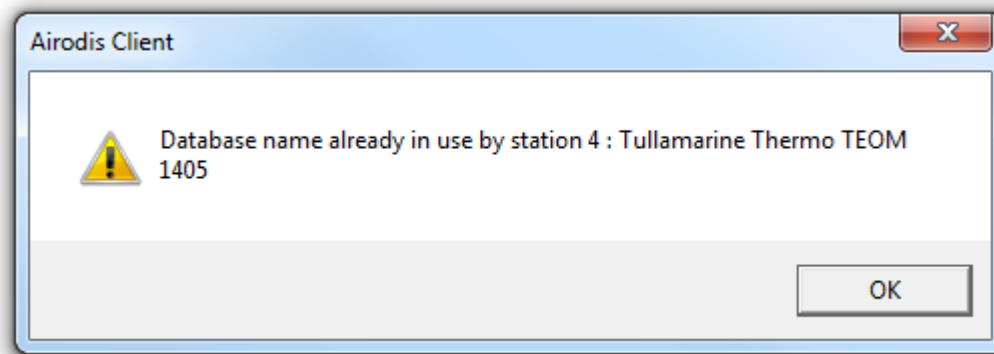 Airodis Client
Database name already in use by station 4 : Tullamarine Thermo TEOM
1405
OK